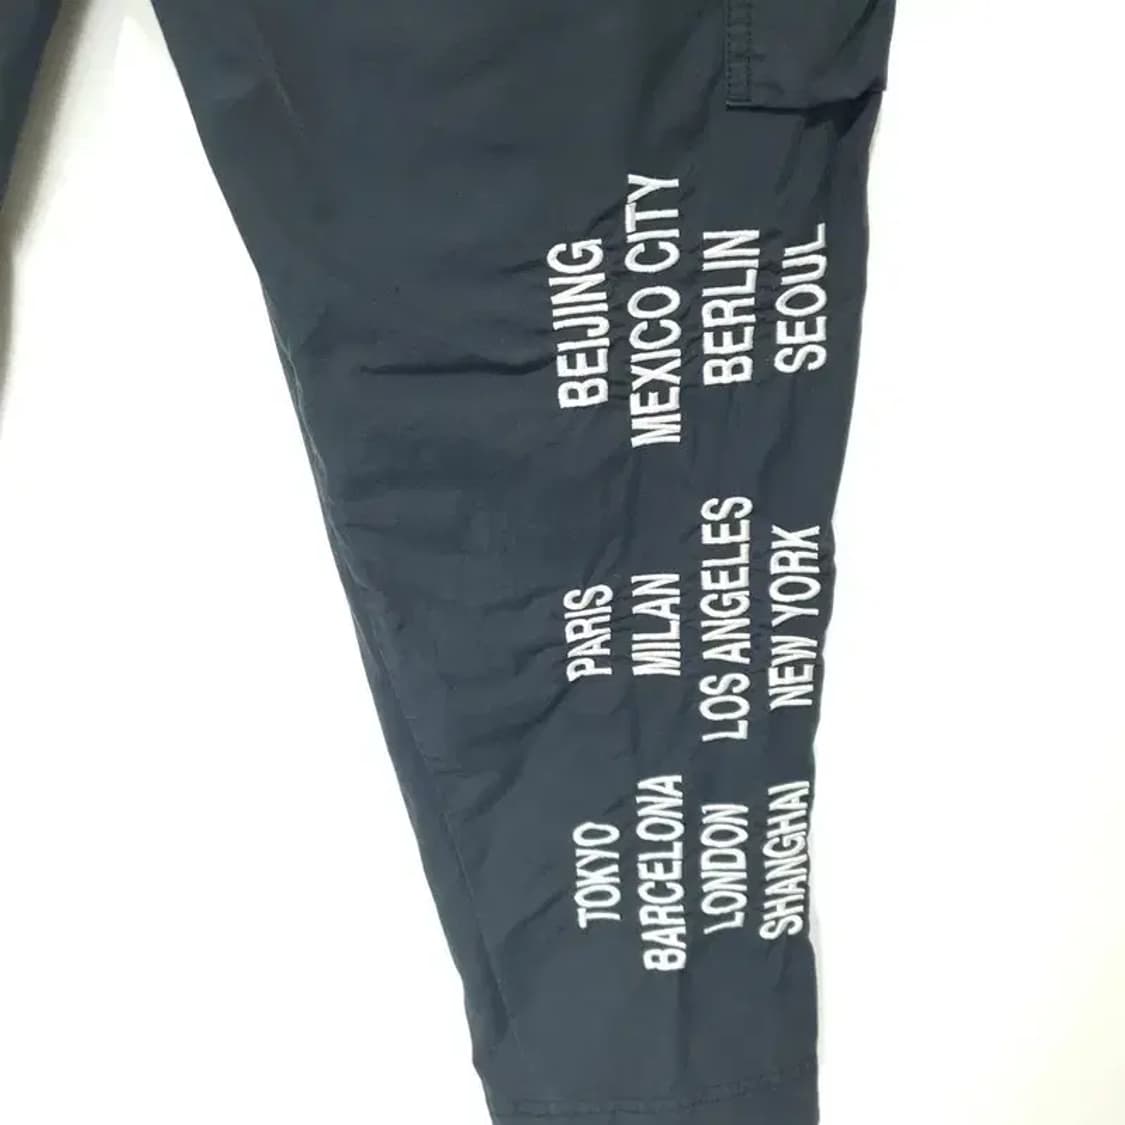 TOKYO PARIS BEIJING
BARCELONA MILAN MEXICO CITY
LONDON LOS ANGELES BERLIN
SHANGHAI NEW YORK SEOUL